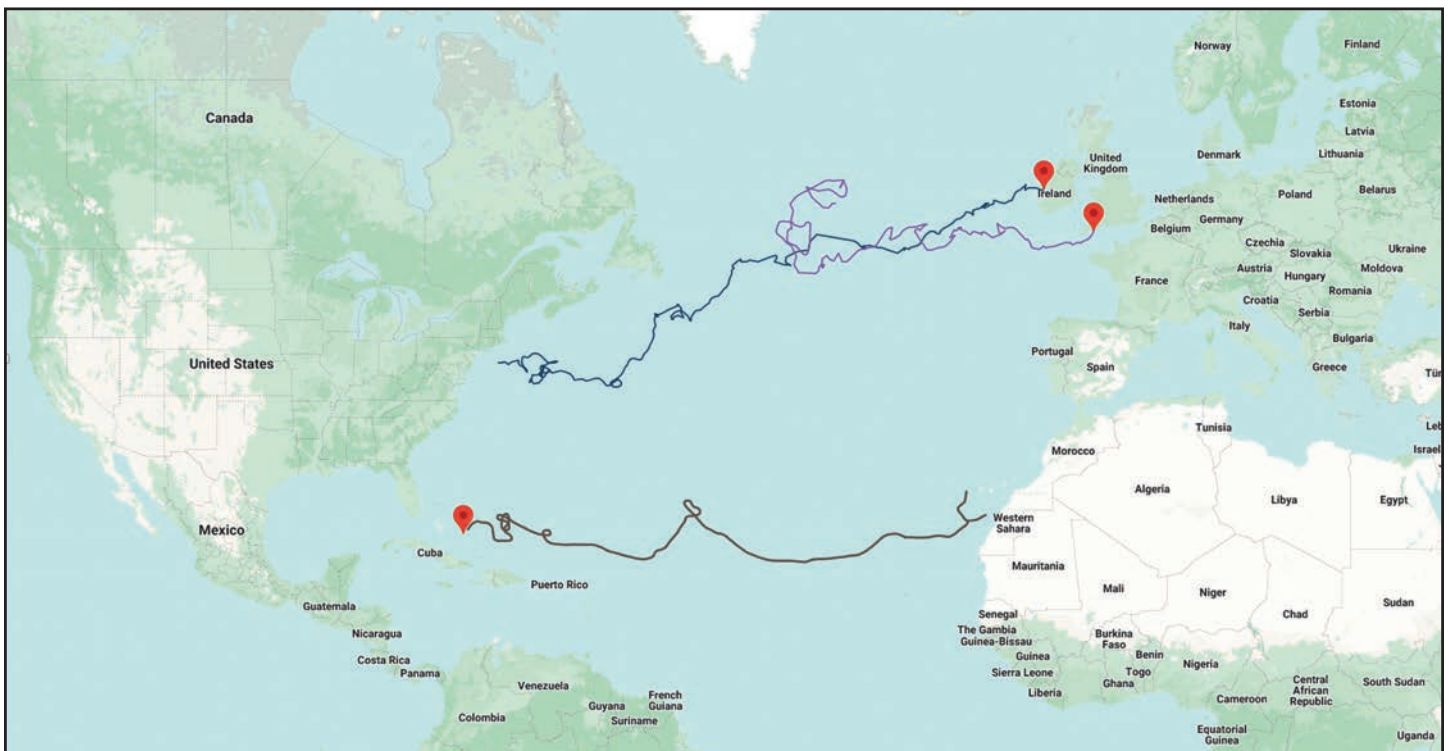 Norway
Finland
Canada
Estonia
Latvia
United
Kingdom
Denmark
Lithuania
Ireland
Netherlands
Poland
Belarus
Germany
Belgium
Czechia
Ukraine
Slovakia
France
Austria
Hungary
Moldova
Romania
Croatia
Serbia
Italy
Bulgaria
United States
Portugal
Spain
Greece
Tür
Tunisia
Leb
Morocco
Israel
Algeria
Libya
Egypt
Western
Sahara
Mexico
Cuba
Mauritania
Puerto Rico
Mali
Niger
Chad
Sudan
Guatemala
Senegal
The Gambia
Guinea-Bissau
Burkina
Faso
Nicaragua
Benin
Guinea
Nigeria
Costa Rica
Togo
Panama
Sierra Leone
Ghana
Central
African
Republic
South Sudan
Venezuela
Liberia
French
Guiana
Cameroon
Guyana
Colombia
Suriname
Equatorial
Guinea
Uganda